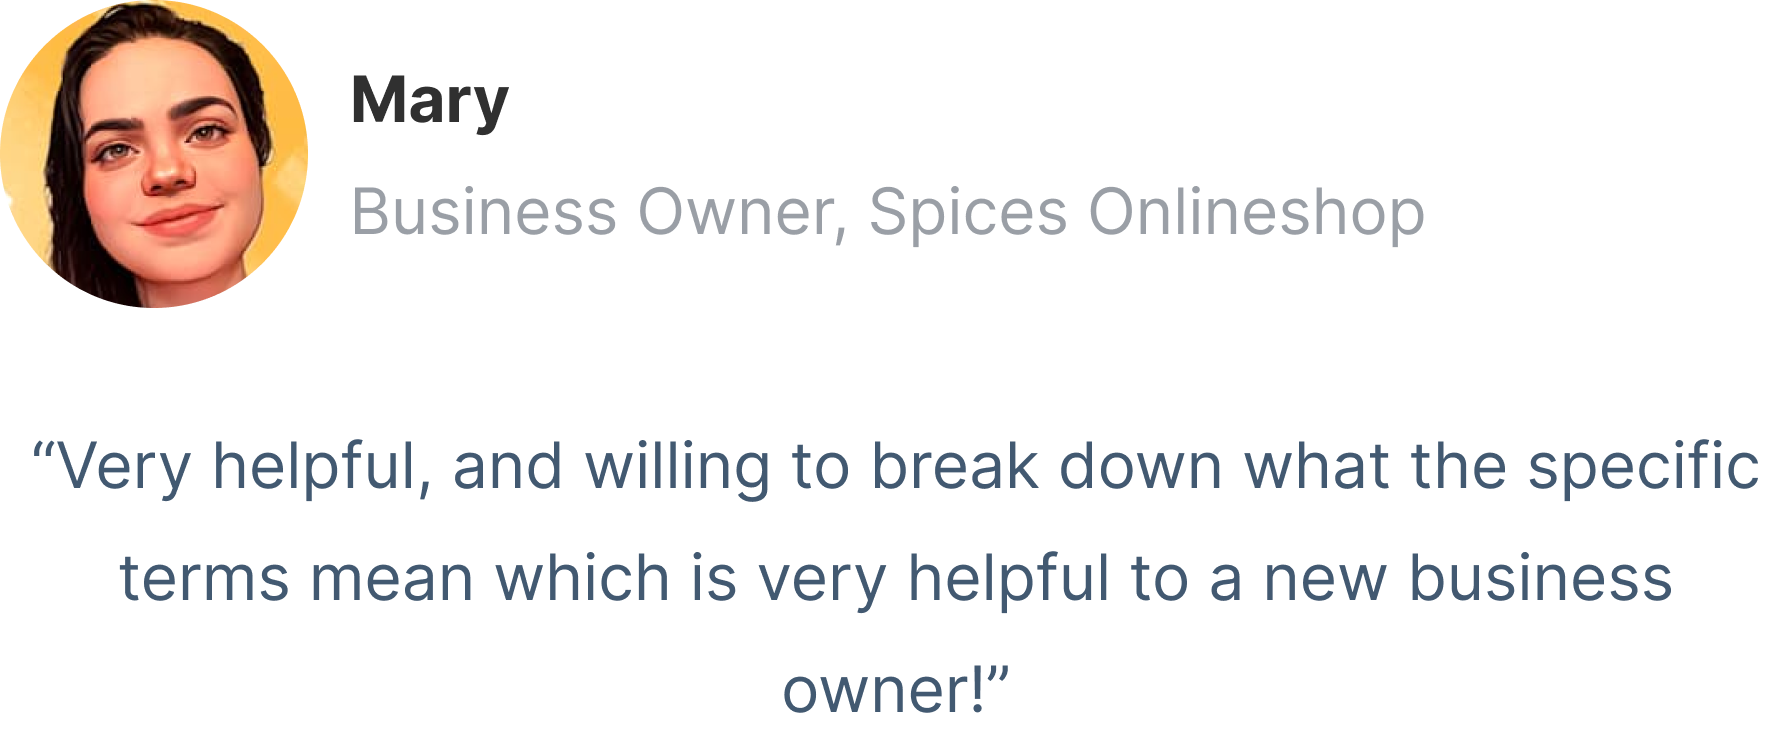 Mary
Business Owner, Spices Onlineshop
“Very helpful, and willing to break down what the specific
terms mean which is very helpful to a new business
owner!”